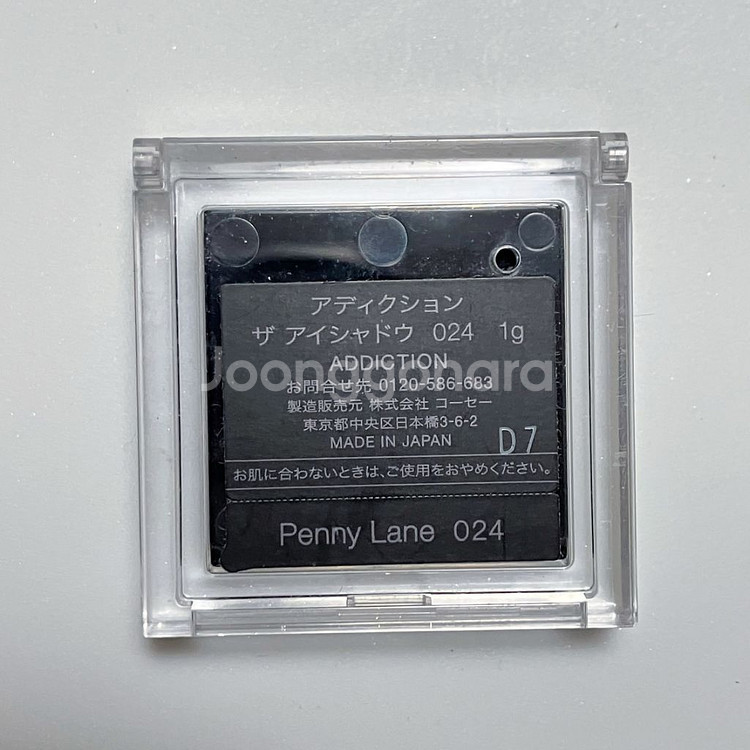 アディクション
ザ アイシャドウ 024 1g
ADDICTION
Joonggonara
お問合せ先 0120-586-683
製造販売元 株式会社 コーセー
東京都中央区日本橋3-6-2
MADE IN JAPAN D7
お肌に合わないときは、ご使用をおやめください。
Penny Lane 024